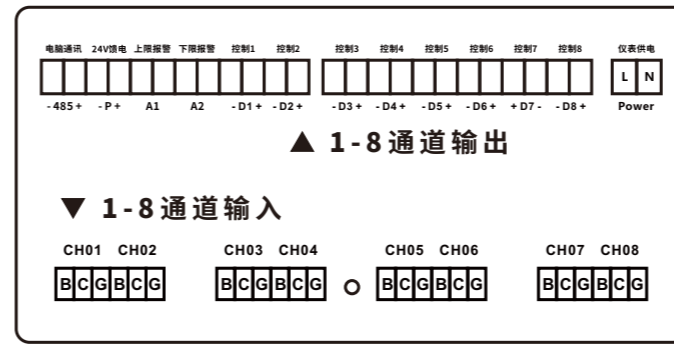 电脑通讯 24V馈电 上限报警 下限报警 控制1 控制2 控制3 控制4 控制5 控制6 控制7 控制8 仪表供电
L N
- 485 + - P + A1 A2 - D1 + - D2 + - D3 + - D4 + - D5 + - D6 + + D7 - - D8 + Power
▲ 1-8通道输出
▼ 1-8通道输入
CH01 CH02 CH03 CH04 CH05 CH06 CH07 CH08
B C G B C G B C G B C G B C G B C G B C G B C G